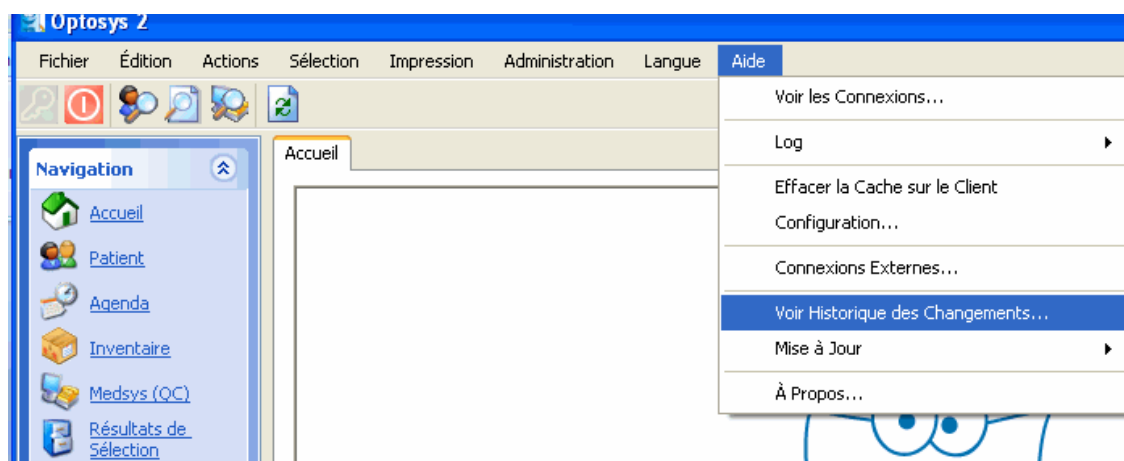 Optosys 2
Fichier Édition Actions Sélection Impression Administration Langue Aide
Voir les Connexions...
Log
Effacer la Cache sur le Client
Configuration...
Connexions Externes...
Voir Historique des Changements...
Mise à Jour
À Propos...
Navigation
Accueil
Patient
Agenda
Inventaire
Medsys (QC)
Résultats de
Sélection
Accueil